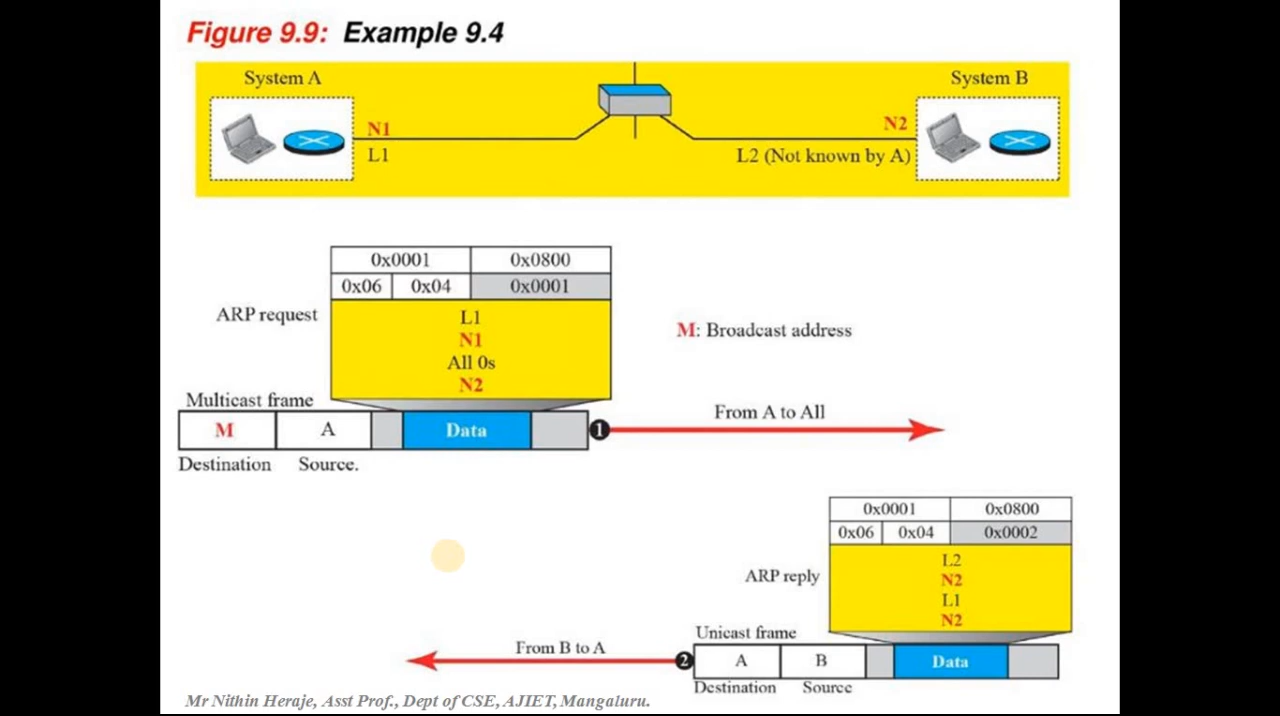 Figure 9.9: Example 9.4
System A
System B
N1
N2
L1
L2 (Not known by A)
0x0001 0x0800
0x06 0x04 0x0001
ARP request
L1
N1
All 0s
N2
M: Broadcast address
Multicast frame
M A Data 1
From A to All
Destination Source.
0x0001 0x0800
0x06 0x04 0x0002
ARP reply
L2
N2
L1
N2
Unicast frame
From B to A
2 A B Data
Destination Source
Mr Nithin Heraje, Asst Prof., Dept of CSE, AJIET, Mangaluru.